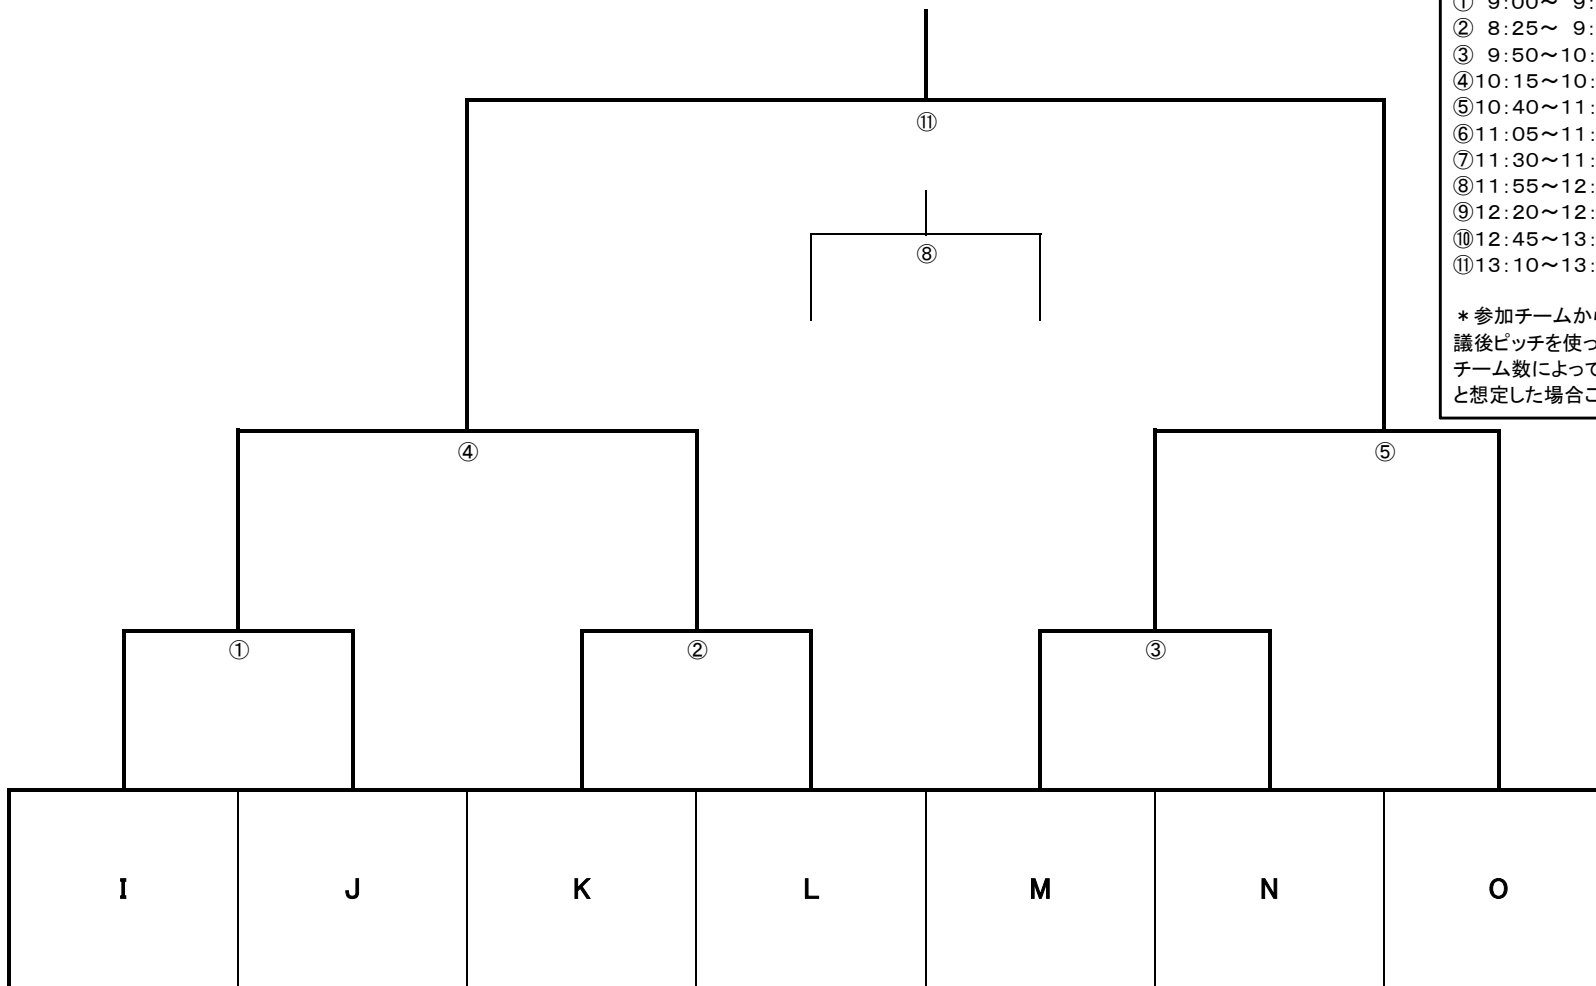 ① 9:00～ 9:
② 8:25～ 9:
③ 9:50～10:
④10:15～10:
⑤10:40～11:
⑥11:05～11:
⑦11:30～11:
⑧11:55～12:
⑨12:20～12:
⑩12:45～13:
⑪13:10～13:
＊参加チームか
議後ピッチを使っ
チーム数によって
と想定した場合こ
⑪
⑧
④
⑤
①
②
③
I J K L M N O